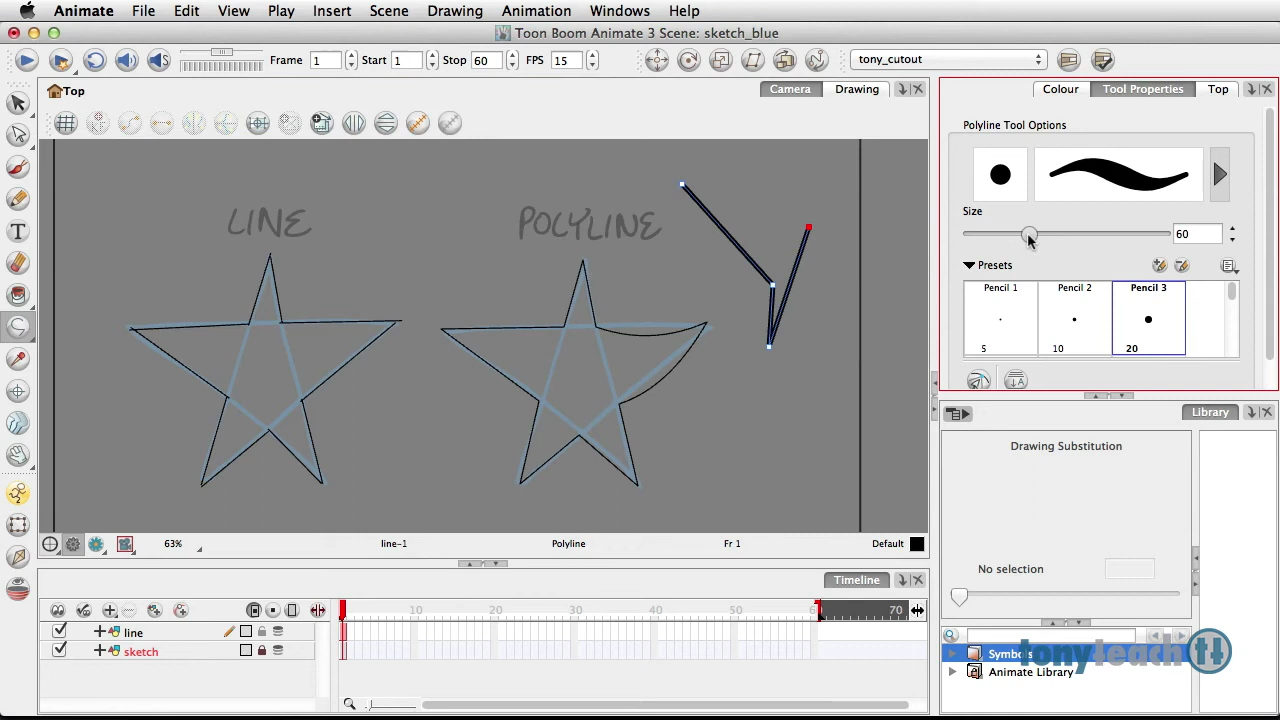 Animate File Edit View Play Insert Scene Drawing Animation Windows Help
Toon Boom Animate 3 Scene: sketch_blue
Frame 1 Start 1 Stop 60 FPS 15 tony_cutout
Top Camera Drawing Colour Tool Properties Top
Polyline Tool Options
LINE
POLYLINE
Size
60
Presets
Pencil 1 Pencil 2 Pencil 3
5 10 20
Library
Drawing Substitution
No selection
63% line-1 Polyline Fr 1 Default
Timeline
10 20 30 40 50 70
line
sketch
Symbols
Animate Library
tonyteach